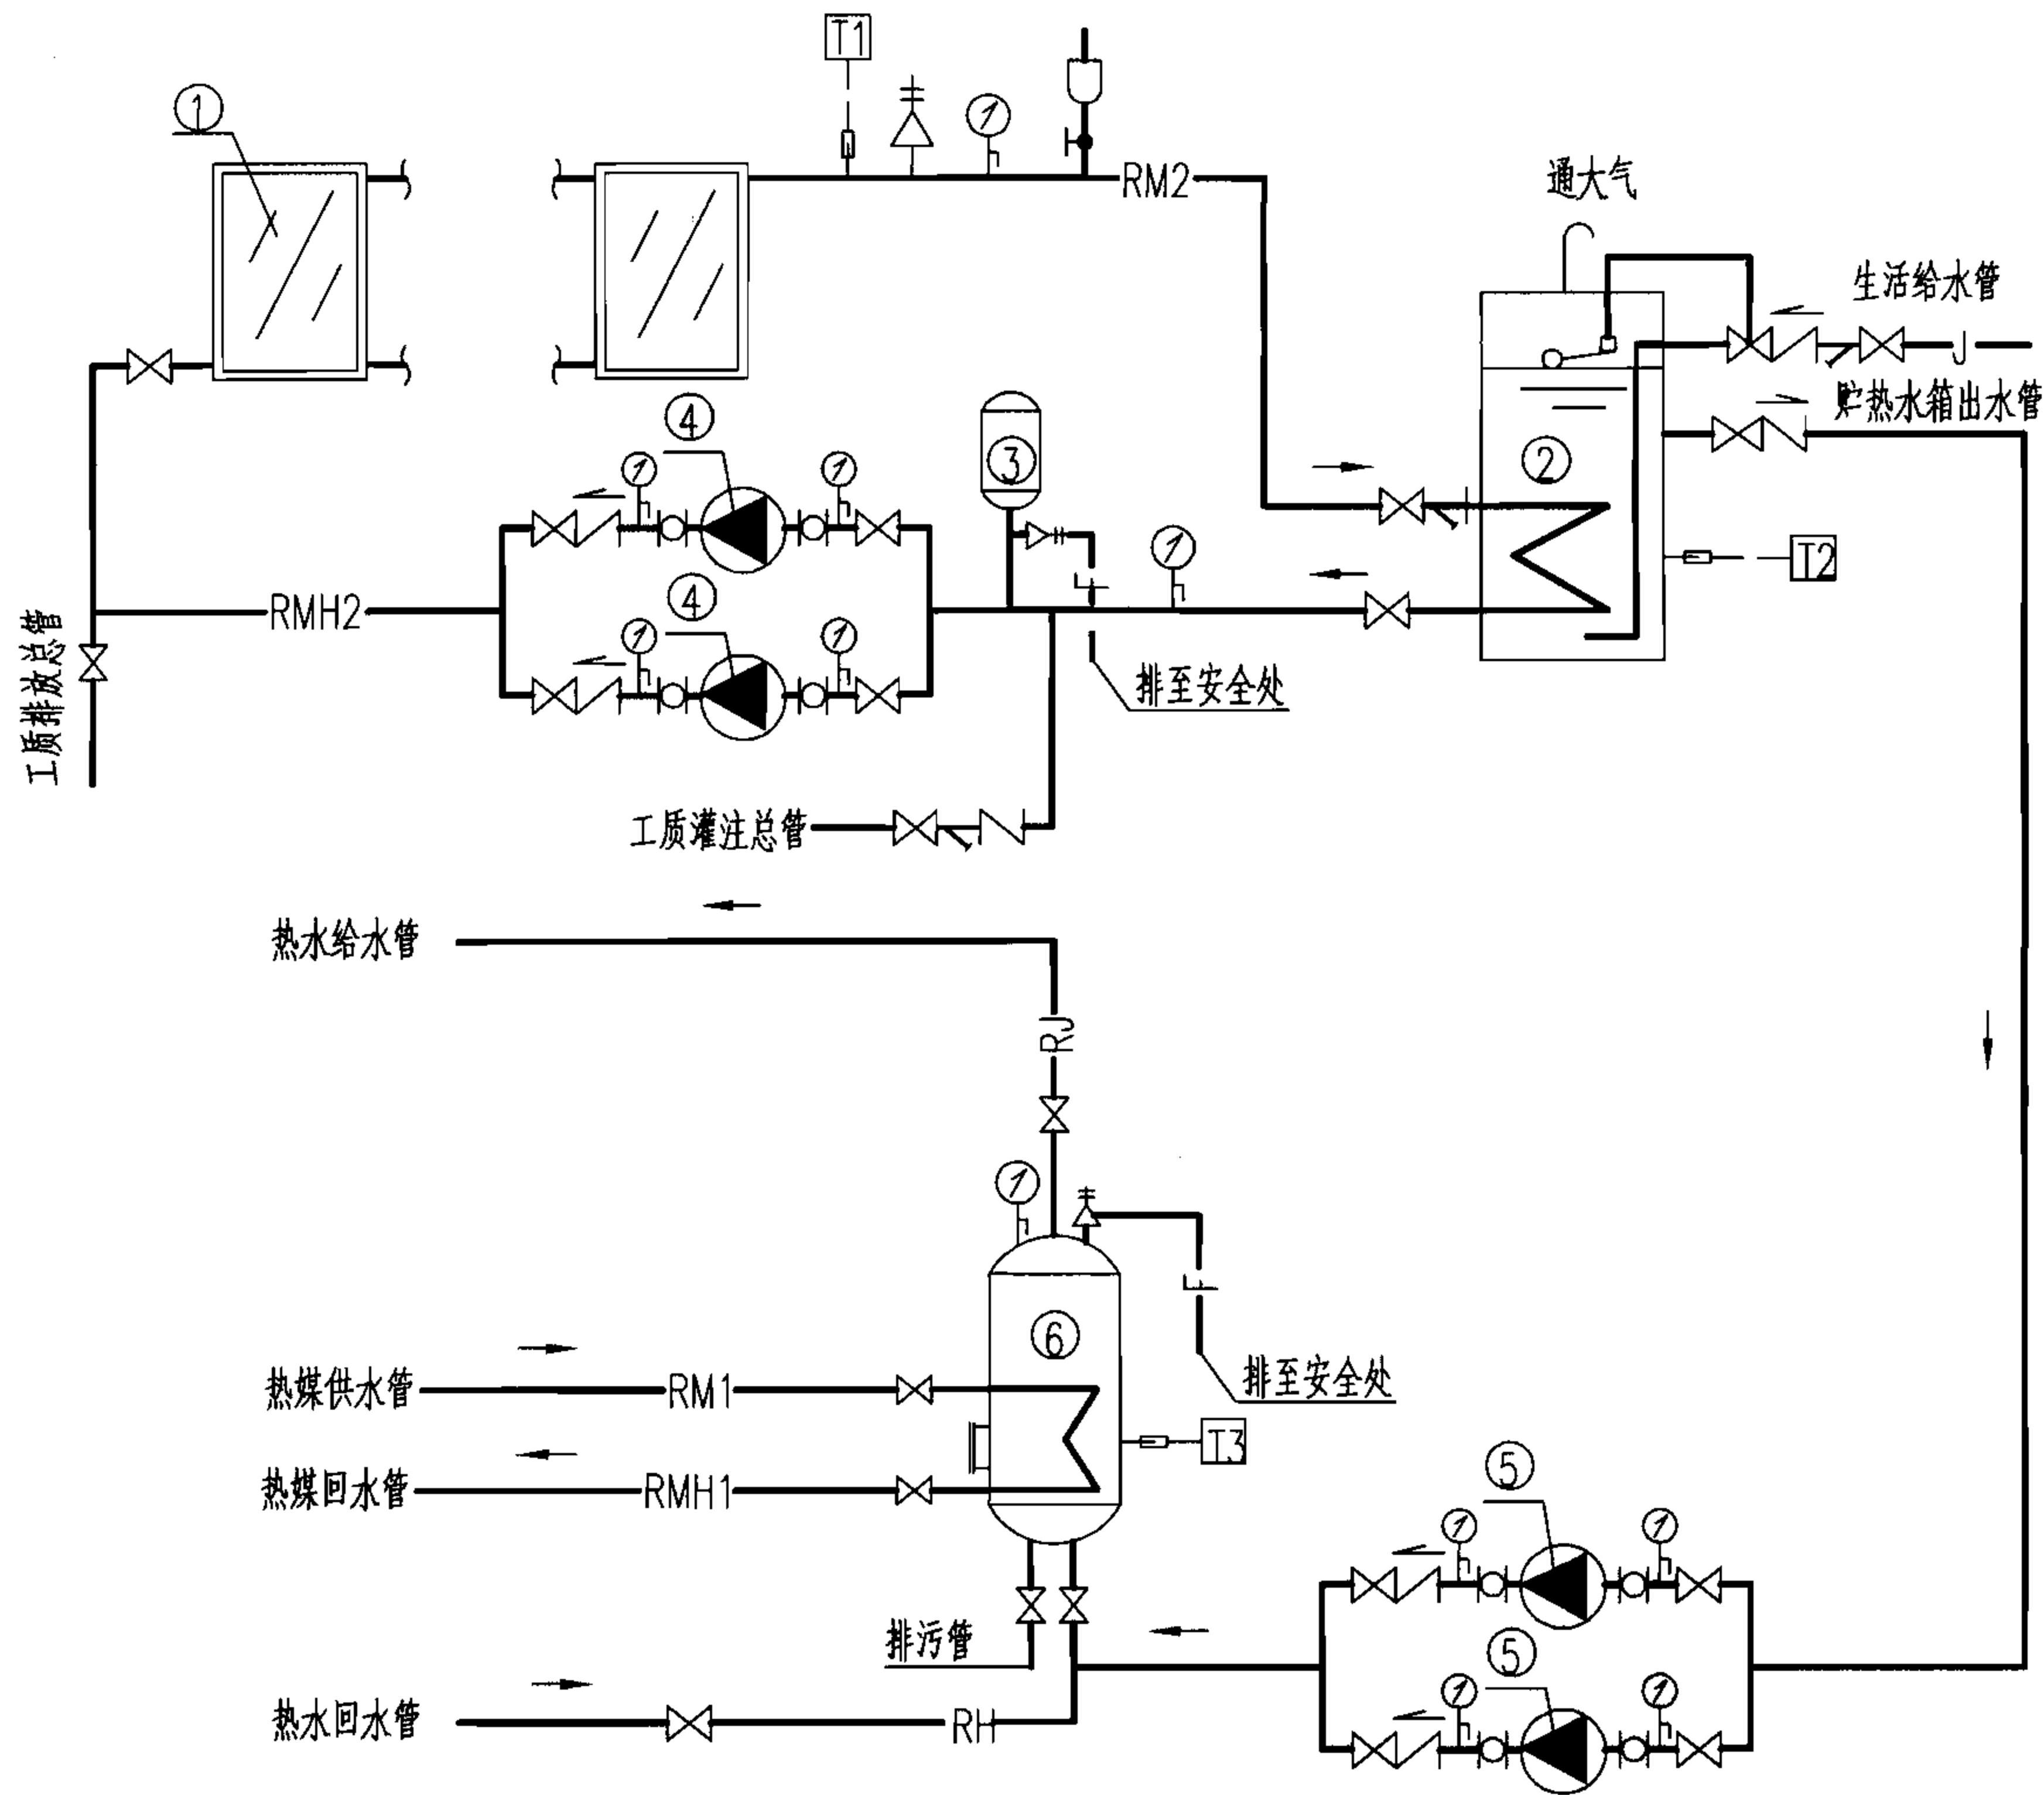 T1
①
RM2
通大气
生活给水管
J
贮热水箱出水管
④
③
②
T2
RMH2
④
工质排放总管
排至安全处
工质灌注总管
热水给水管
RJ
⑥
F
排至安全处
热媒供水管
RM1
T3
热媒回水管
RMH1
⑤
排污管
⑤
热水回水管
RH